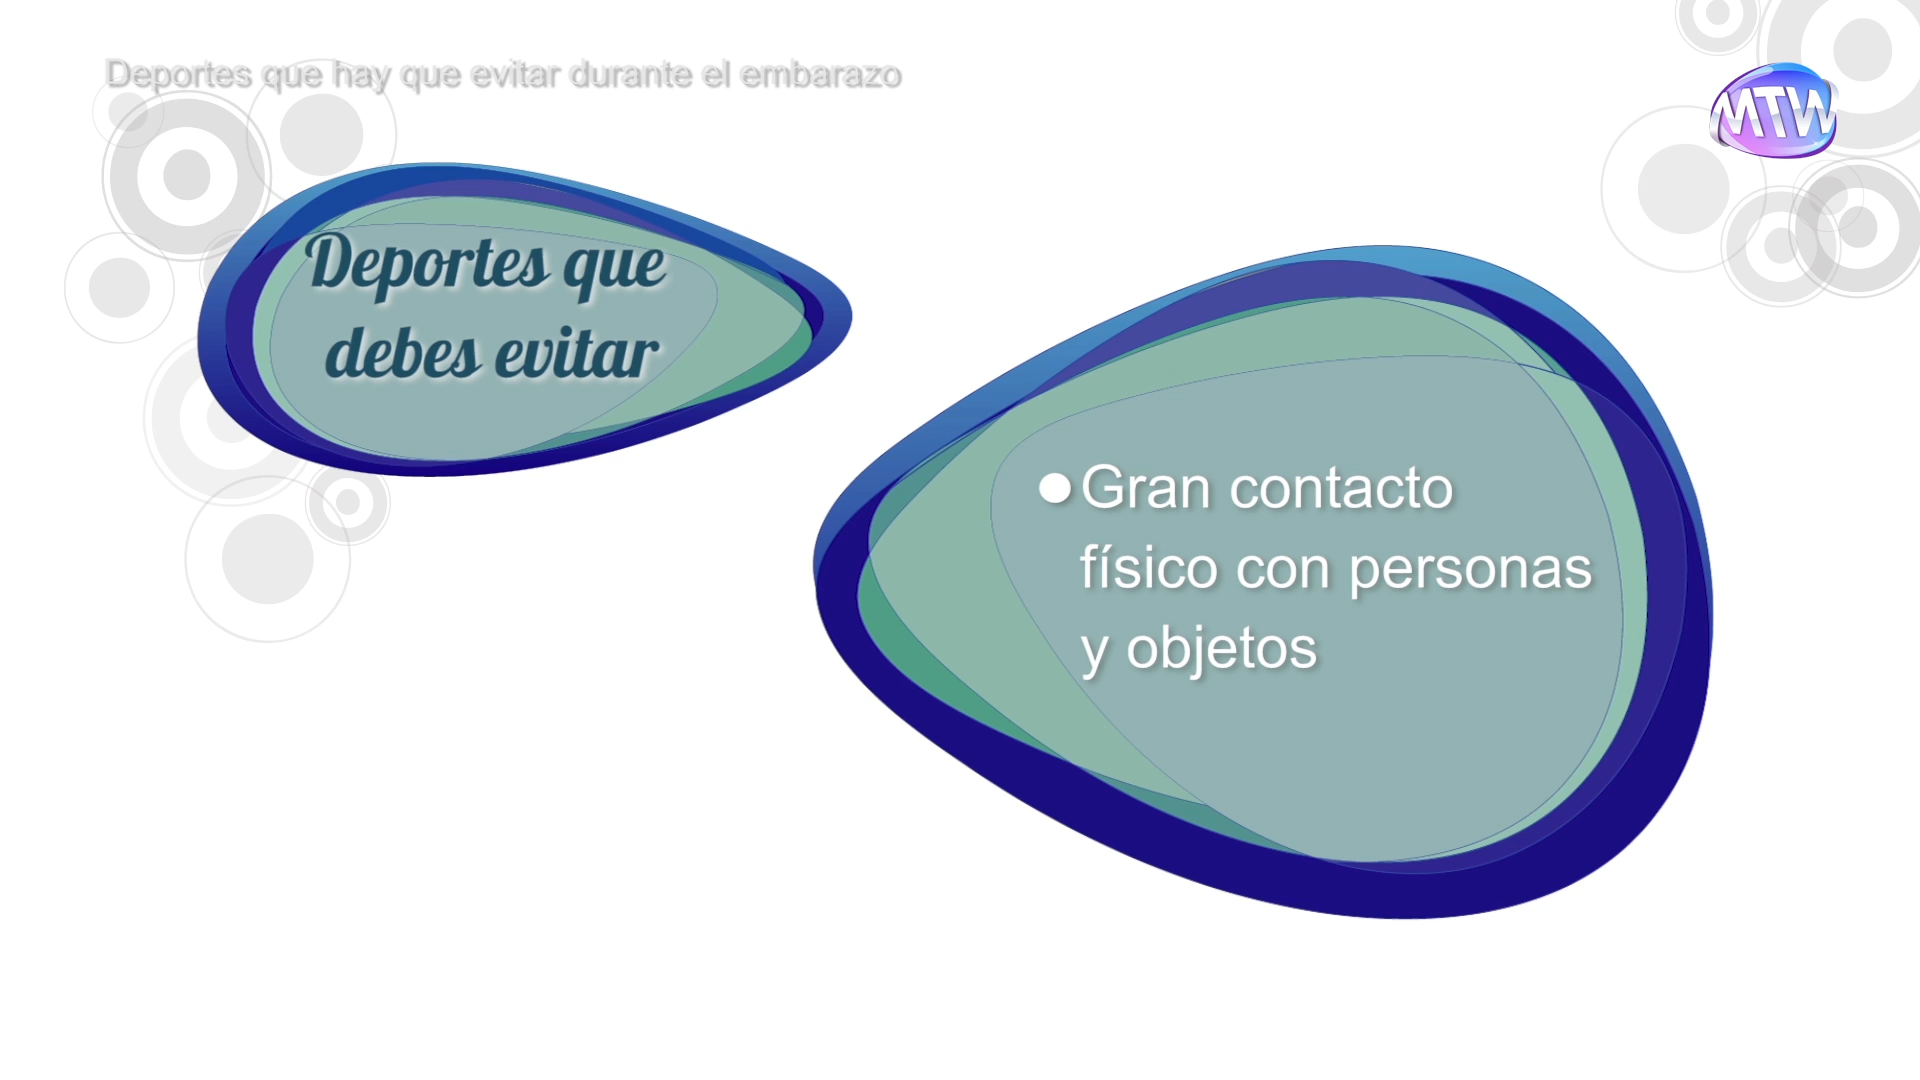 Deportes que hay que evitar durante el embarazo
MTW
Deportes que
debes evitar
● Gran contacto
físico con personas
y objetos